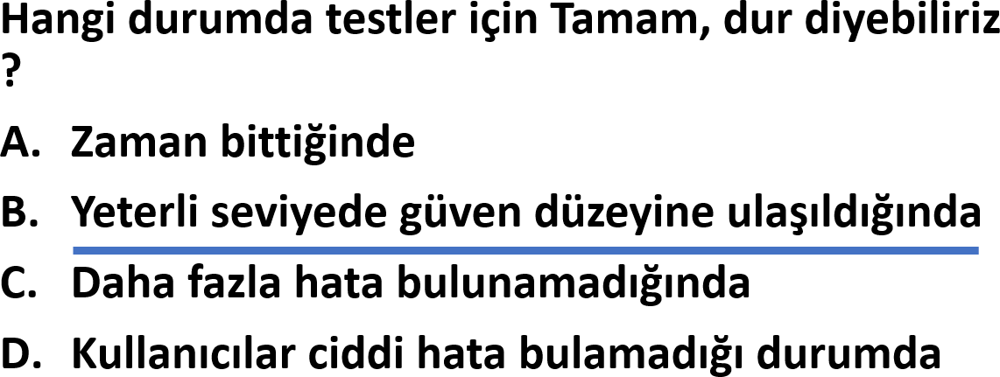 Hangi durumda testler için Tamam, dur diyebiliriz
?
A. Zaman bittiğinde
B. Yeterli seviyede güven düzeyine ulaşıldığında
C. Daha fazla hata bulunamadığında
D. Kullanıcılar ciddi hata bulamadığı durumda